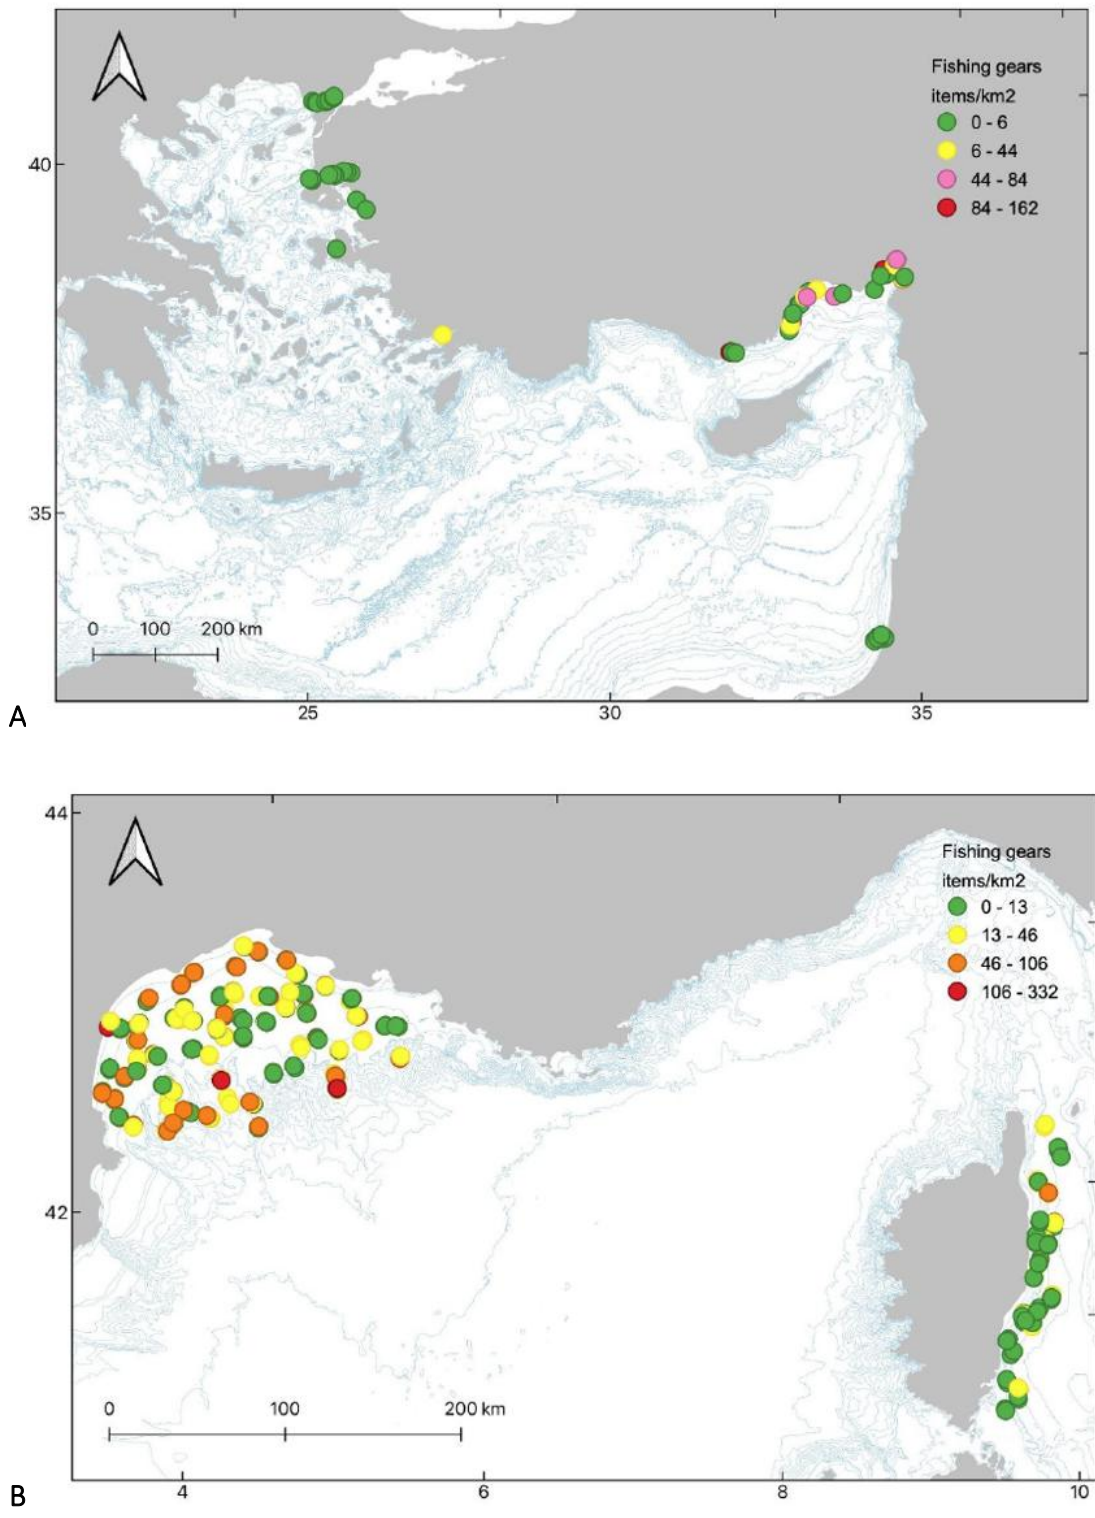 Fishing gears
items/km2
0 - 6
6 - 44
44 - 84
84 - 162
40
35
0 100 200 km
25 30 35
A
44
Fishing gears
items/km2
0 - 13
13 - 46
46 - 106
106 - 332
42
0 100 200 km
4 6 8 10
B